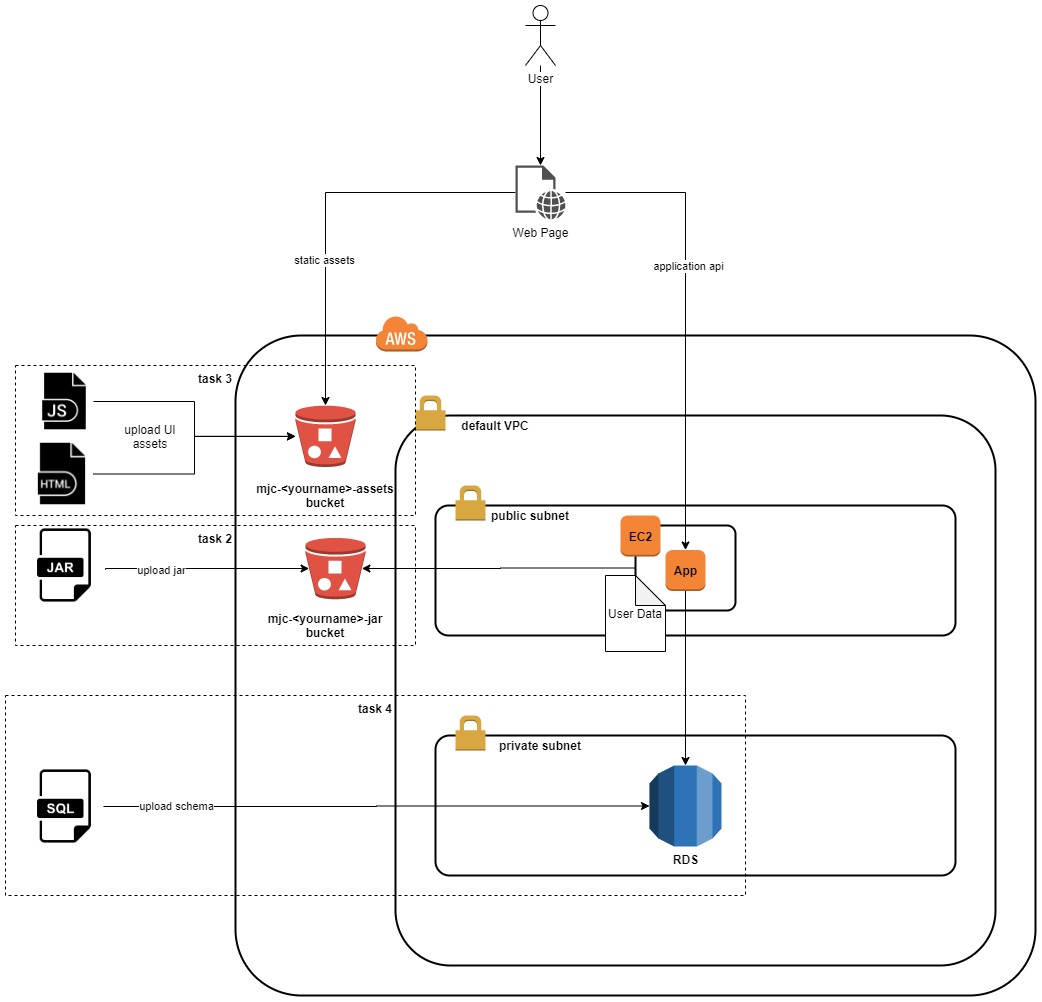 User
Web Page
static assets
application api
AWS
task 3
JS
upload UI
assets
HTML
mjc-<yourname>-assets
bucket
default VPC
public subnet
EC2
App
User Data
task 2
JAR
upload jar
mjc-<yourname>-jar
bucket
task 4
private subnet
SQL
upload schema
RDS